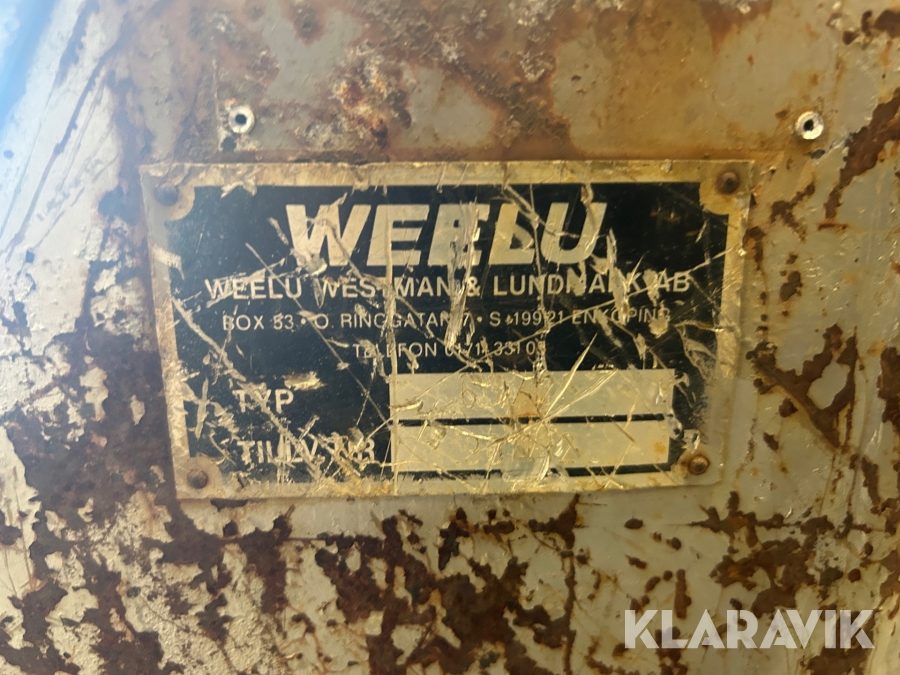 WEELU
WEELU WESTMAN & LUNDMARK AB
BOX 53 • O. RINGGATAN 7 • S-199 21 ENKÖPING
TELEFON 0171-331 0
TYP
TILLV. NR
KLARAVIK